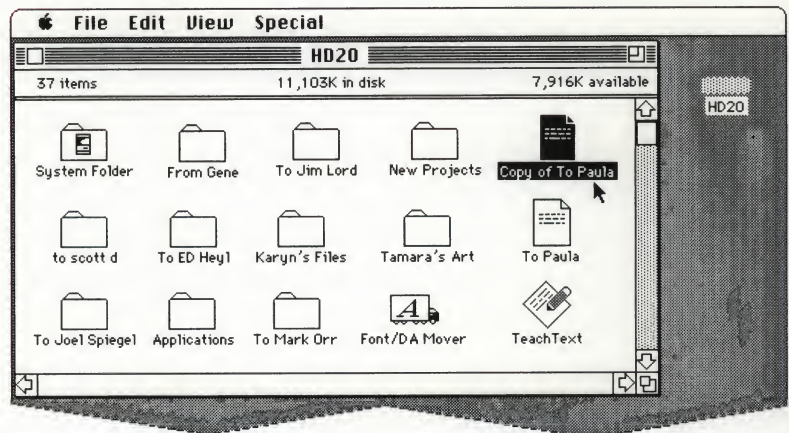 File Edit View Special
HD20
37 items 11,103K in disk 7,916K available
HD20
System Folder From Gene To Jim Lord New Projects Copy of To Paula
to scott d To ED Heyl Karyn's Files Tamara's Art To Paula
To Joel Spiegel Applications To Mark Orr Font/DA Mover TeachText